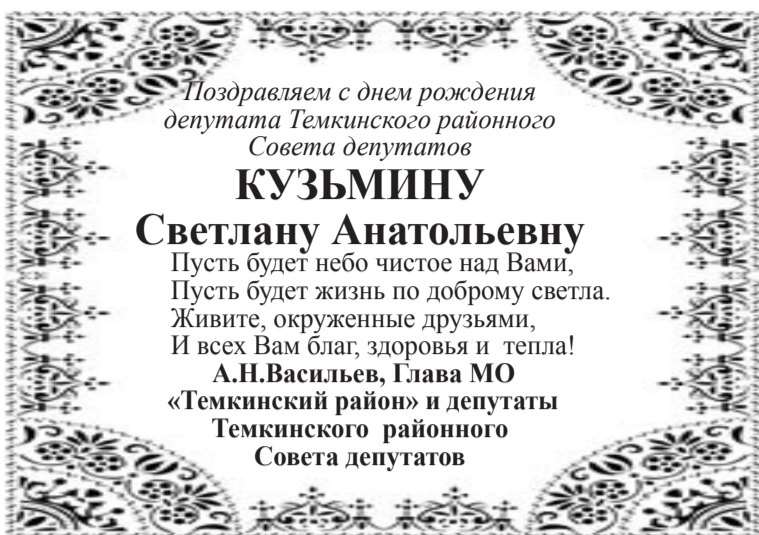 Поздравляем с днем рождения
депутата Темкинского районного
Совета депутатов
КУЗЬМИНУ
Светлану Анатольевну
Пусть будет небо чистое над Вами,
Пусть будет жизнь по доброму светла.
Живите, окруженные друзьями,
И всех Вам благ, здоровья и тепла!
А.Н.Васильев, Глава МО
«Темкинский район» и депутаты
Темкинского районного
Совета депутатов